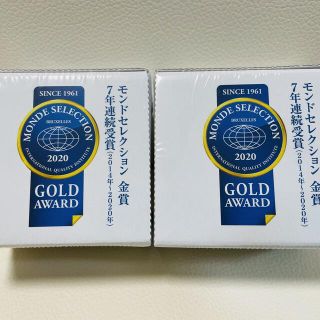 SINCE 1961
MONDE SELECTION
BRUXELLES
2020
INTERNATIONAL QUALITY INSTITUTE
GOLD
AWARD
モンドセレクション 金賞
7年連続受賞(2014年~2020年)
SINCE 1961
MONDE SELECTION
BRUXELLES
2020
INTERNATIONAL QUALITY INSTITUTE
GOLD
AWARD
モンドセレクション 金賞
7年連続受賞(2014年~2020年)